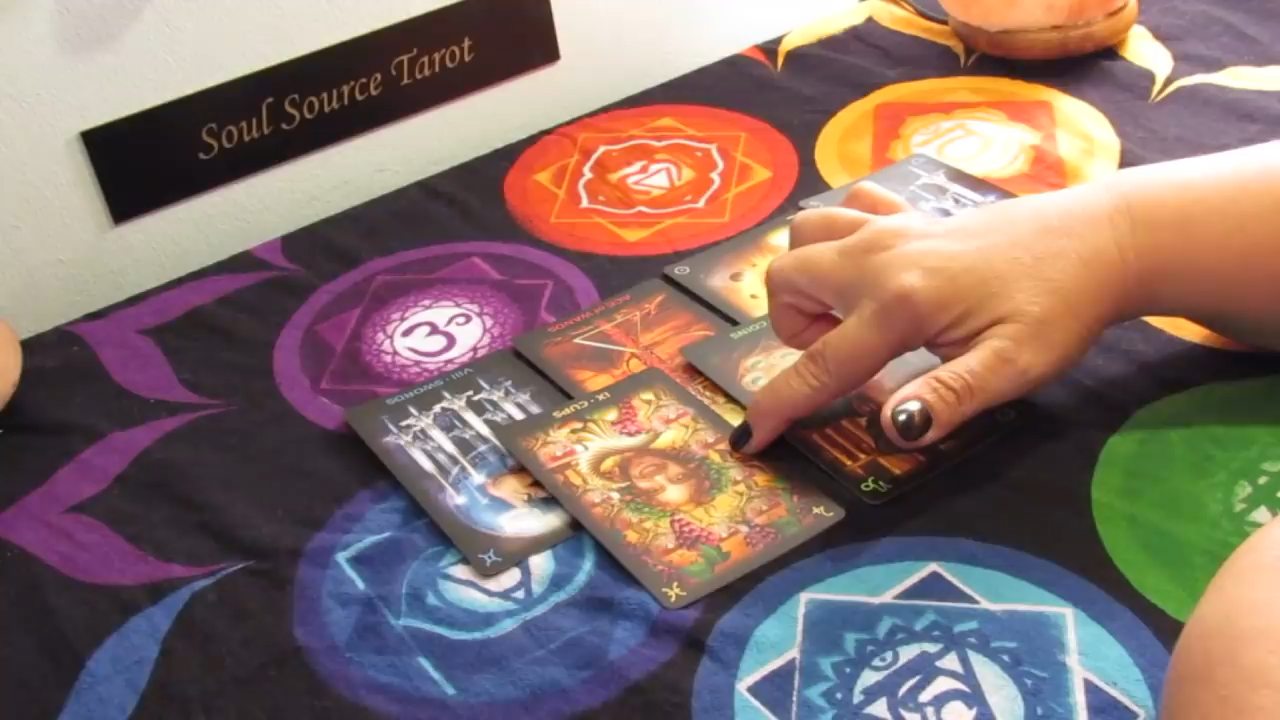 Soul Source Tarot
ACE of WANDS
COINS
VIII • SWORDS
IX • CUPS